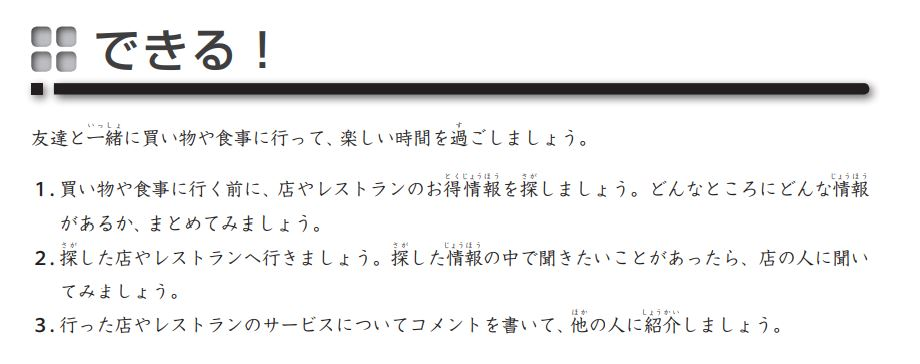 できる！
友達と一緒に買い物や食事に行って、楽しい時間を過ごしましょう。
1. 買い物や食事に行く前に、店やレストランのお得情報を探しましょう。どんなところにどんな情報
があるか、まとめてみましょう。
2. 探した店やレストランへ行きましょう。探した情報の中で聞きたいことがあったら、店の人に聞い
てみましょう。
3. 行った店やレストランのサービスについてコメントを書いて、他の人に紹介しましょう。